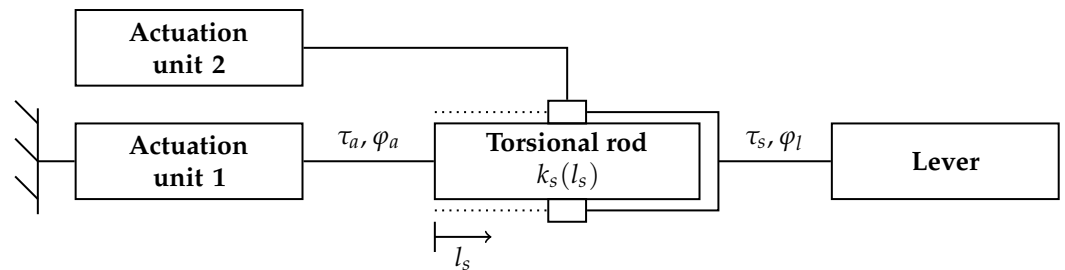 Actuation
unit 2
Actuation
unit 1
τₐ, φₐ
Torsional rod
kₛ(lₛ)
τₛ, φₗ
Lever
lₛ